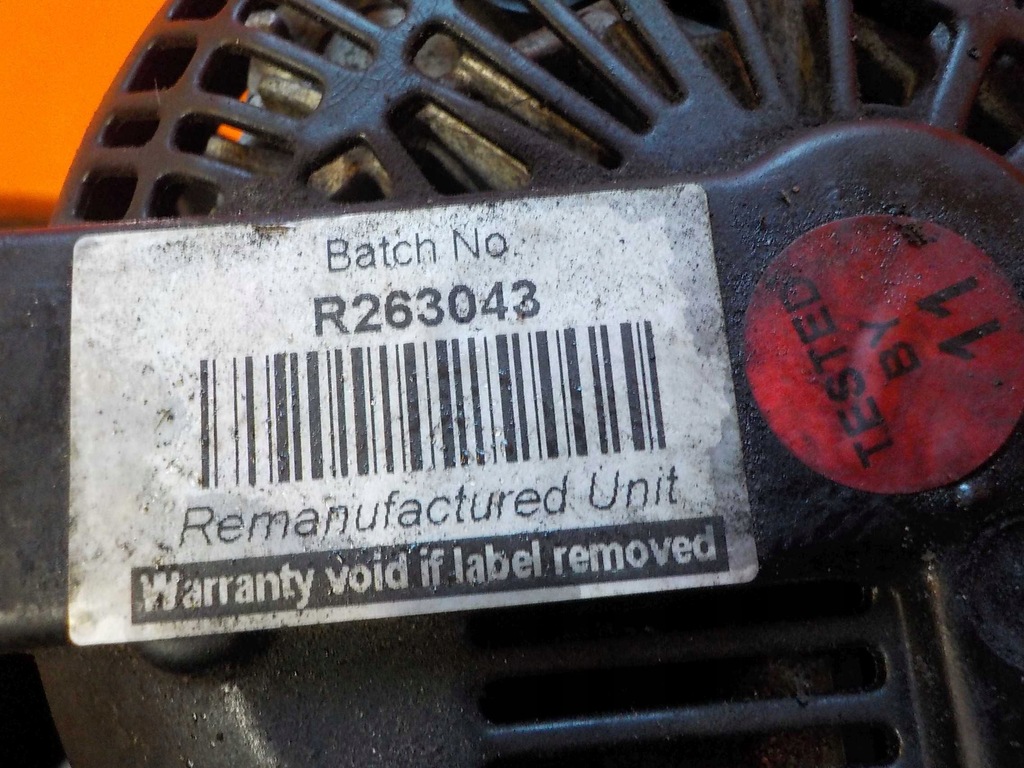 Batch No.
R263043
Remanufactured Unit
Warranty void if label removed
TESTED
BY
11